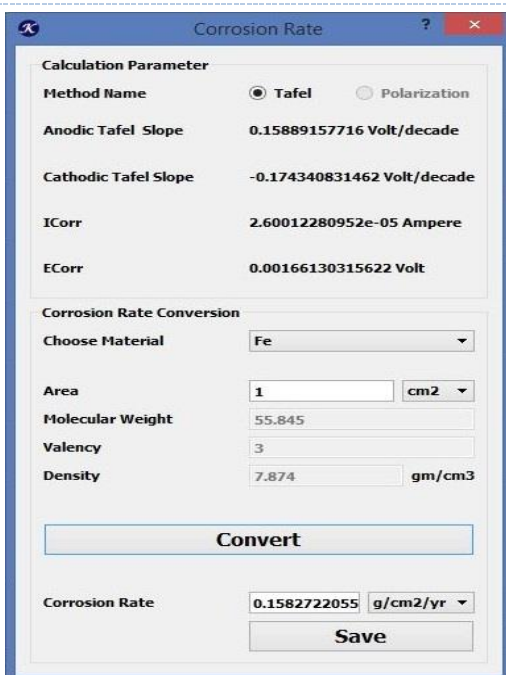 K Corrosion Rate ? ×
Calculation Parameter
Method Name Tafel Polarization
Anodic Tafel Slope 0.15889157716 Volt/decade
Cathodic Tafel Slope -0.174340831462 Volt/decade
ICorr 2.60012280952e-05 Ampere
ECorr 0.00166130315622 Volt
Corrosion Rate Conversion
Choose Material Fe
Area 1 cm2
Molecular Weight 55.845
Valency 3
Density 7.874 gm/cm3
Convert
Corrosion Rate 0.1582722055 g/cm2/yr
Save